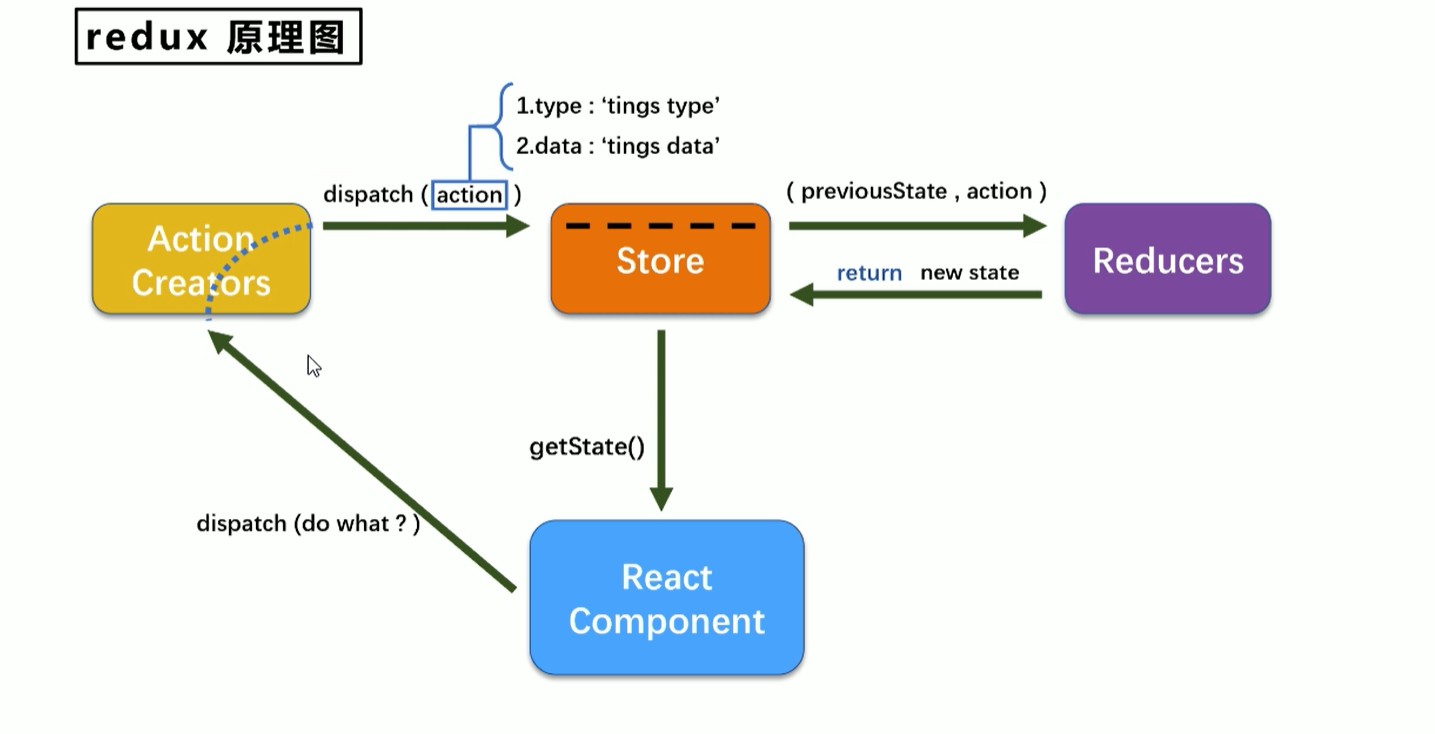 redux 原理图
1.type : ‘tings type’
2.data : ‘tings data’
dispatch ( action )
( previousState , action )
Action
Creators
Store
return new state
Reducers
getState()
dispatch (do what ? )
React
Component